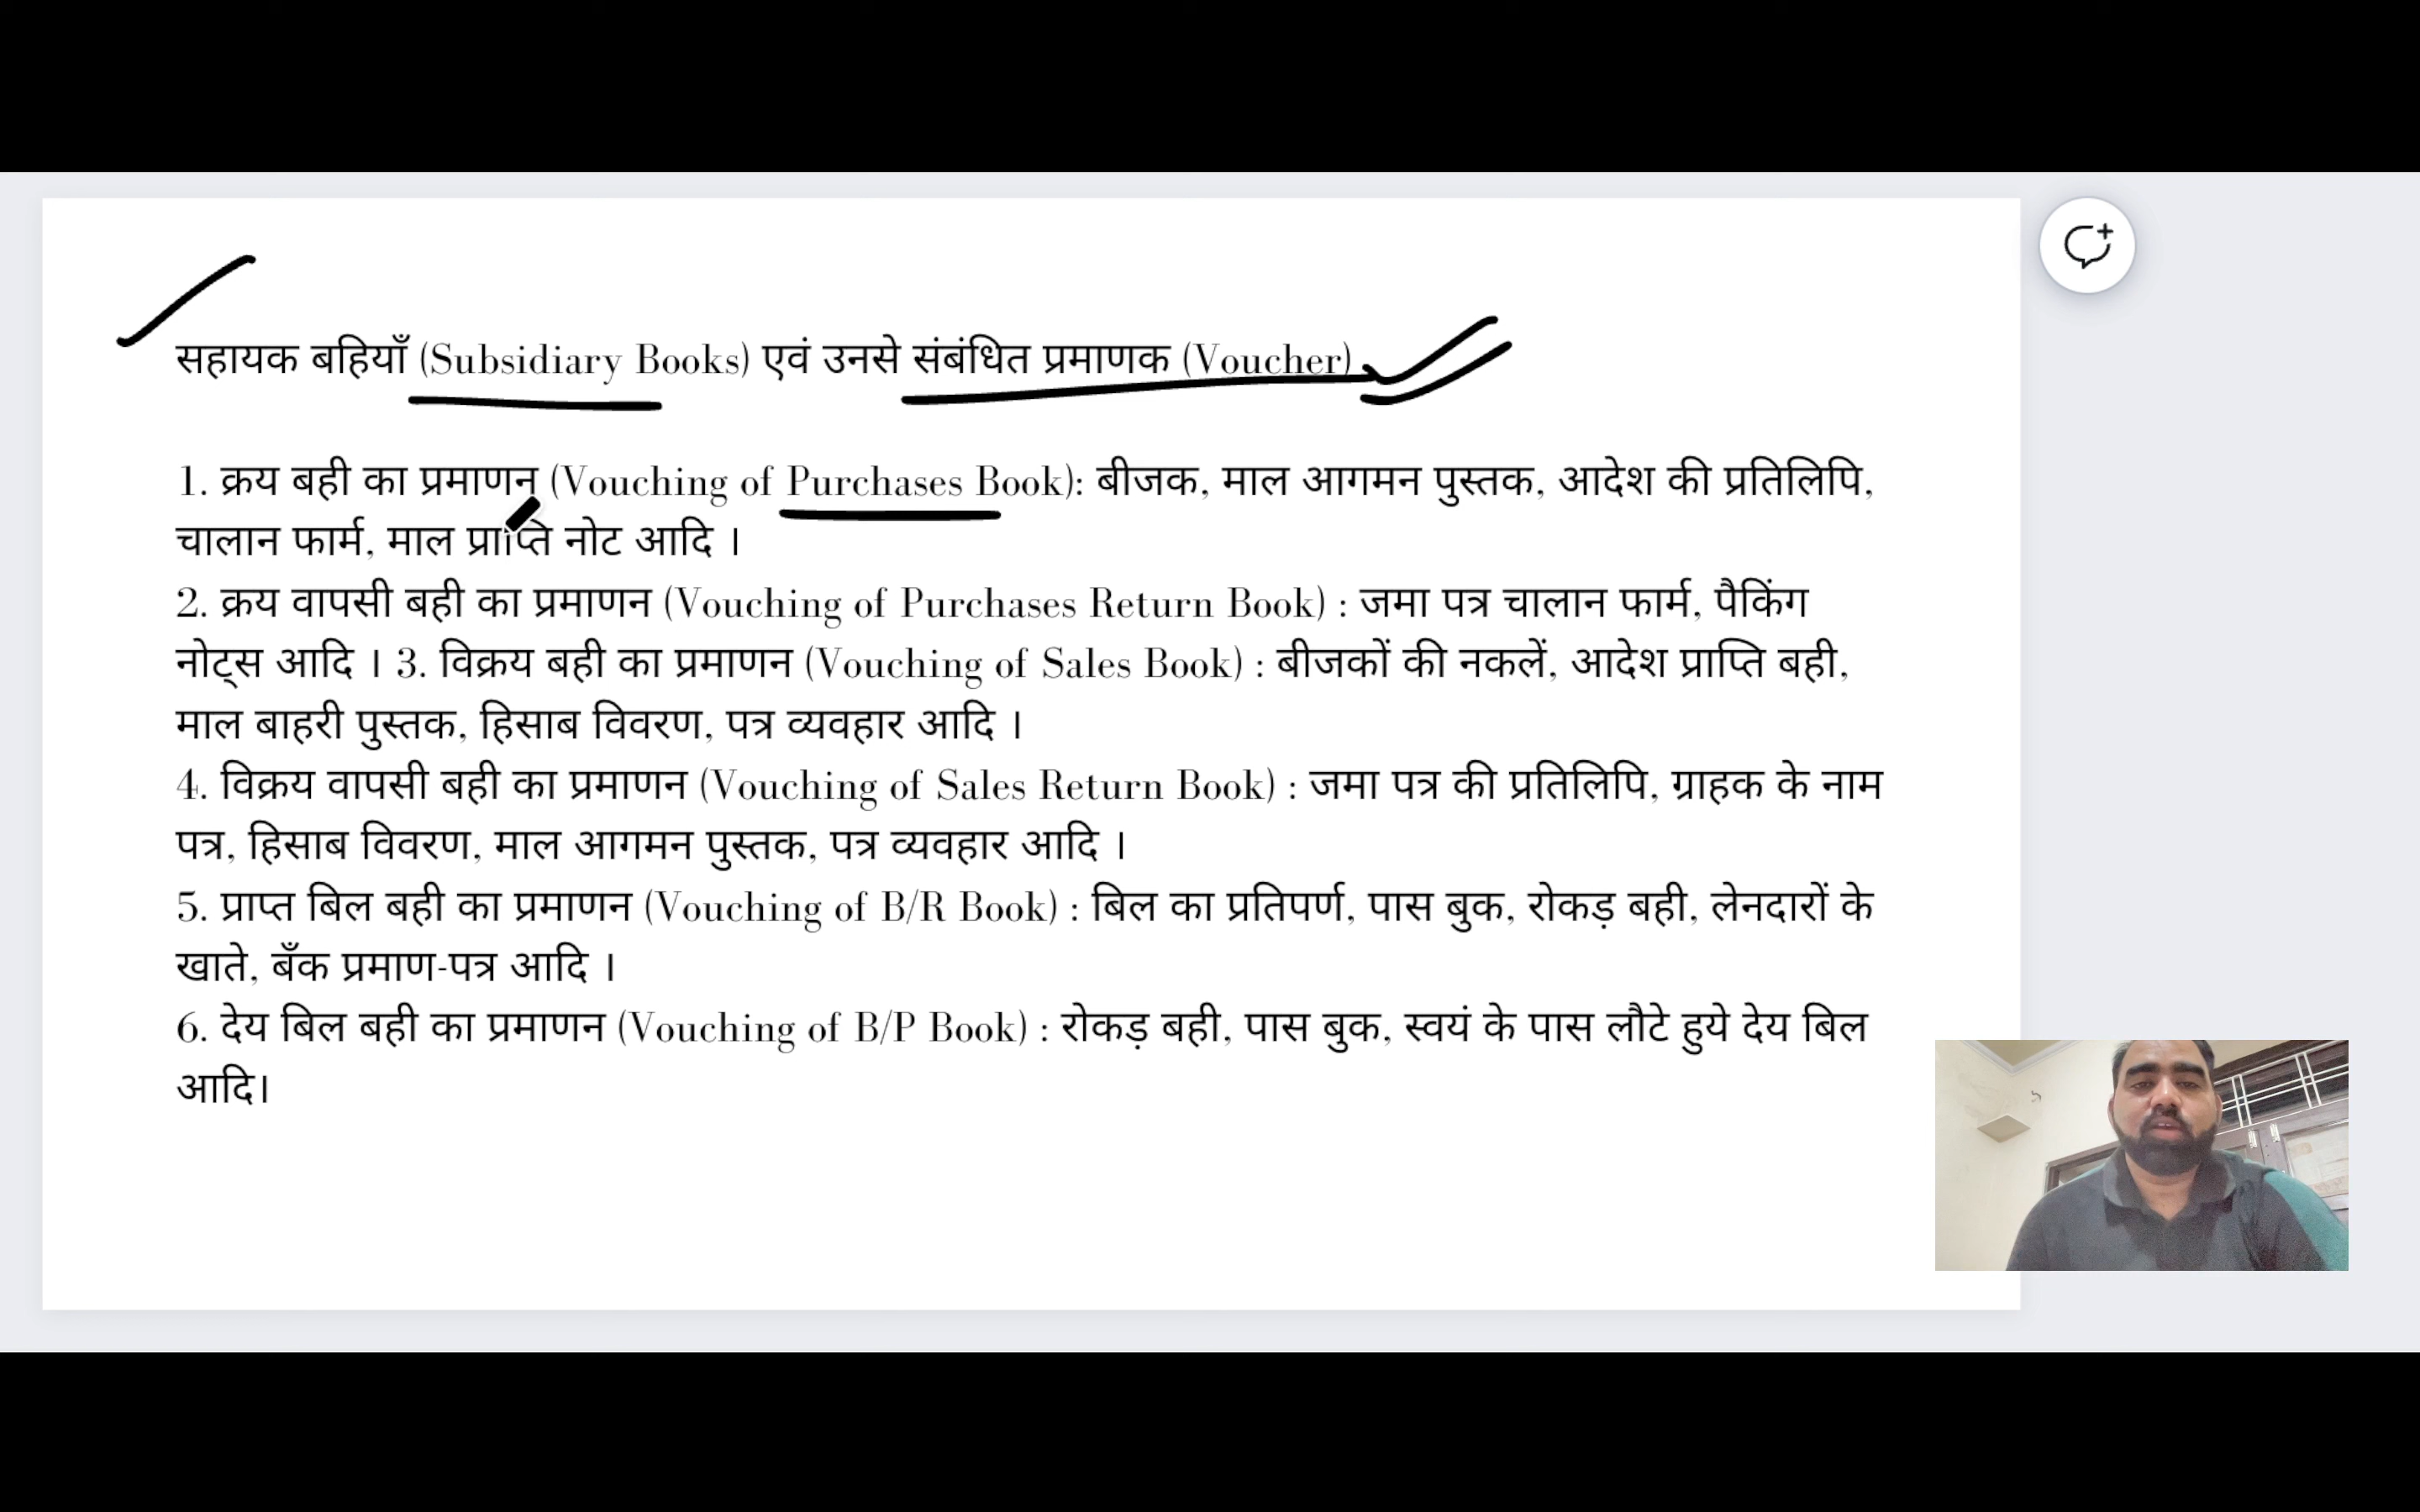 सहायक बहियाँ (Subsidiary Books) एवं उनसे संबंधित प्रमाणक (Voucher)
1. क्रय बही का प्रमाणन (Vouching of Purchases Book): बीजक, माल आगमन पुस्तक, आदेश की प्रतिलिपि,
चालान फार्म, माल प्राप्ति नोट आदि ।
2. क्रय वापसी बही का प्रमाणन (Vouching of Purchases Return Book) : जमा पत्र चालान फार्म, पैकिंग
नोट्स आदि । 3. विक्रय बही का प्रमाणन (Vouching of Sales Book) : बीजकों की नकलें, आदेश प्राप्ति बही,
माल बाहरी पुस्तक, हिसाब विवरण, पत्र व्यवहार आदि ।
4. विक्रय वापसी बही का प्रमाणन (Vouching of Sales Return Book) : जमा पत्र की प्रतिलिपि, ग्राहक के नाम
पत्र, हिसाब विवरण, माल आगमन पुस्तक, पत्र व्यवहार आदि ।
5. प्राप्त बिल बही का प्रमाणन (Vouching of B/R Book) : बिल का प्रतिपर्ण, पास बुक, रोकड़ बही, लेनदारों के
खाते, बँक प्रमाण-पत्र आदि ।
6. देय बिल बही का प्रमाणन (Vouching of B/P Book) : रोकड़ बही, पास बुक, स्वयं के पास लौटे हुये देय बिल
आदि।